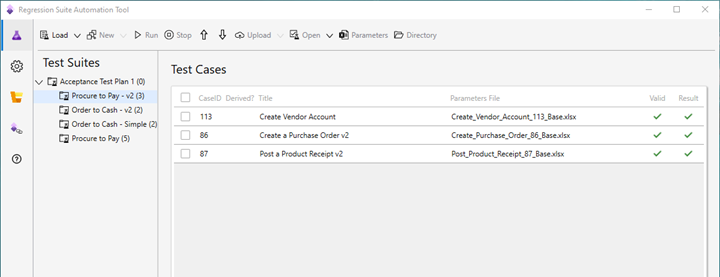 Regression Suite Automation Tool
Load New Run Stop Upload Open Parameters Directory
Test Suites
Acceptance Test Plan 1 (0)
Procure to Pay - v2 (3)
Order to Cash - v2 (2)
Order to Cash - Simple (2)
Procure to Pay (5)
Test Cases
CaseID Derived? Title Parameters File Valid Result
113 Create Vendor Account Create_Vendor_Account_113_Base.xlsx
86 Create a Purchase Order v2 Create_Purchase_Order_86_Base.xlsx
87 Post a Product Receipt v2 Post_Product_Receipt_87_Base.xlsx